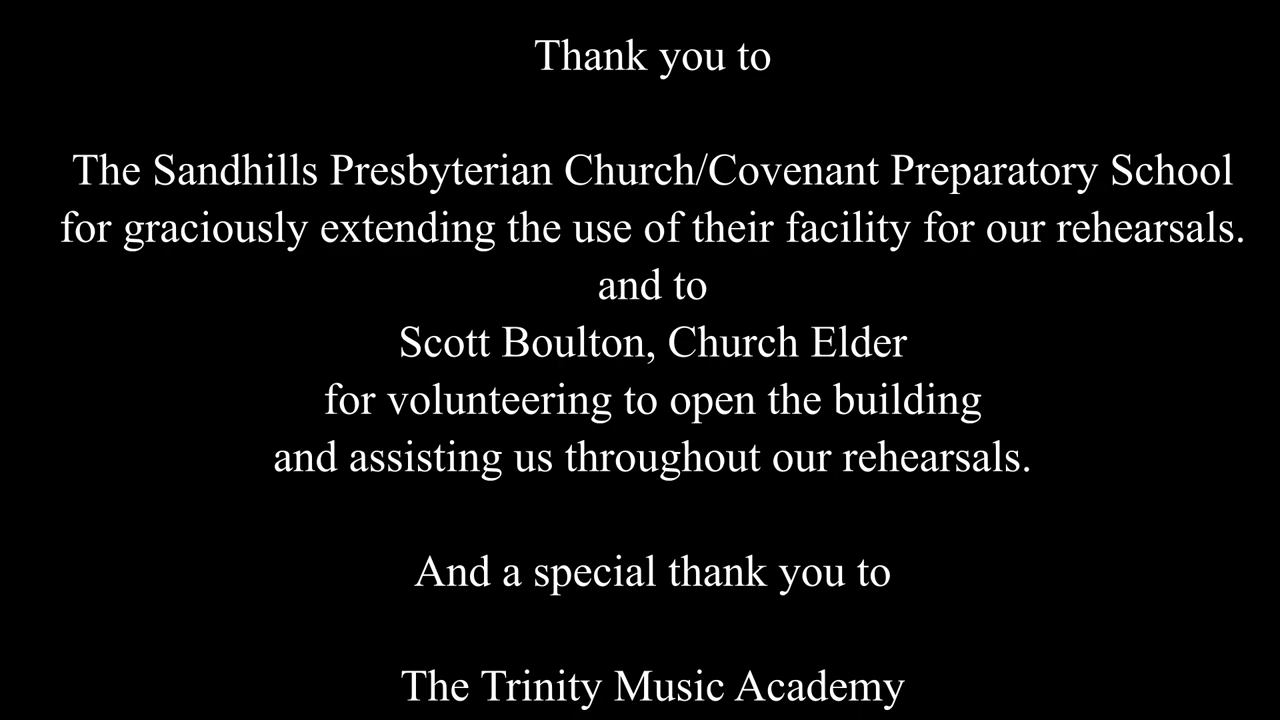 Thank you to
The Sandhills Presbyterian Church/Covenant Preparatory School
for graciously extending the use of their facility for our rehearsals.
and to
Scott Boulton, Church Elder
for volunteering to open the building
and assisting us throughout our rehearsals.
And a special thank you to
The Trinity Music Academy